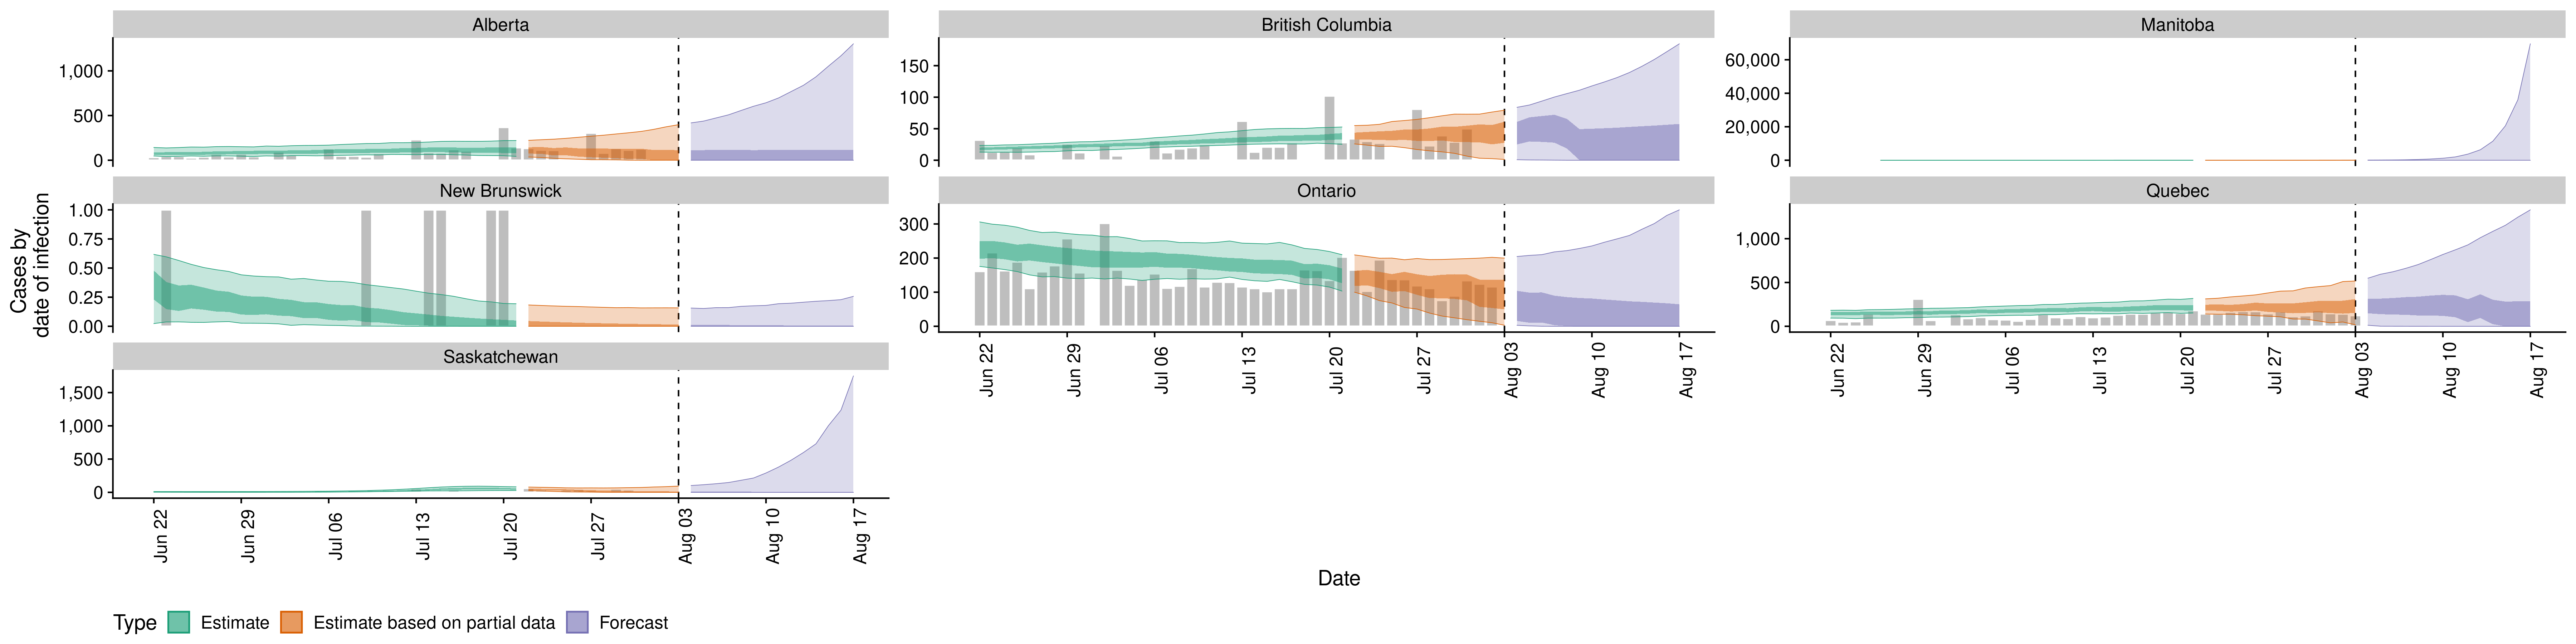 Alberta
British Columbia
Manitoba
1,000
500
0
150
100
50
0
60,000
40,000
20,000
0
New Brunswick
Ontario
Quebec
Cases by
date of infection
1.00
0.75
0.50
0.25
0.00
300
200
100
0
1,000
500
0
Jun 22
Jun 29
Jul 06
Jul 13
Jul 20
Jul 27
Aug 03
Aug 10
Aug 17
Jun 22
Jun 29
Jul 06
Jul 13
Jul 20
Jul 27
Aug 03
Aug 10
Aug 17
Saskatchewan
1,500
1,000
500
0
Jun 22
Jun 29
Jul 06
Jul 13
Jul 20
Jul 27
Aug 03
Aug 10
Aug 17
Date
Type Estimate Estimate based on partial data Forecast